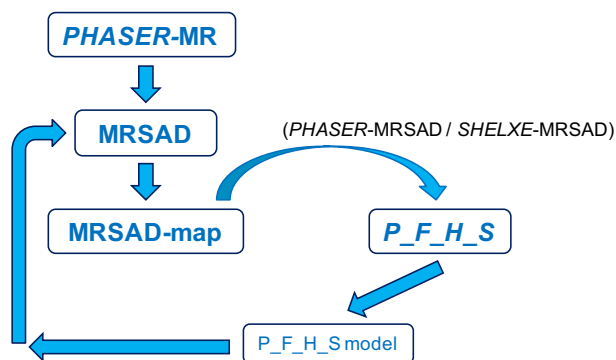 PHASER-MR
MRSAD
(PHASER-MRSAD / SHELXE-MRSAD)
MRSAD-map
P_F_H_S
P_F_H_S model